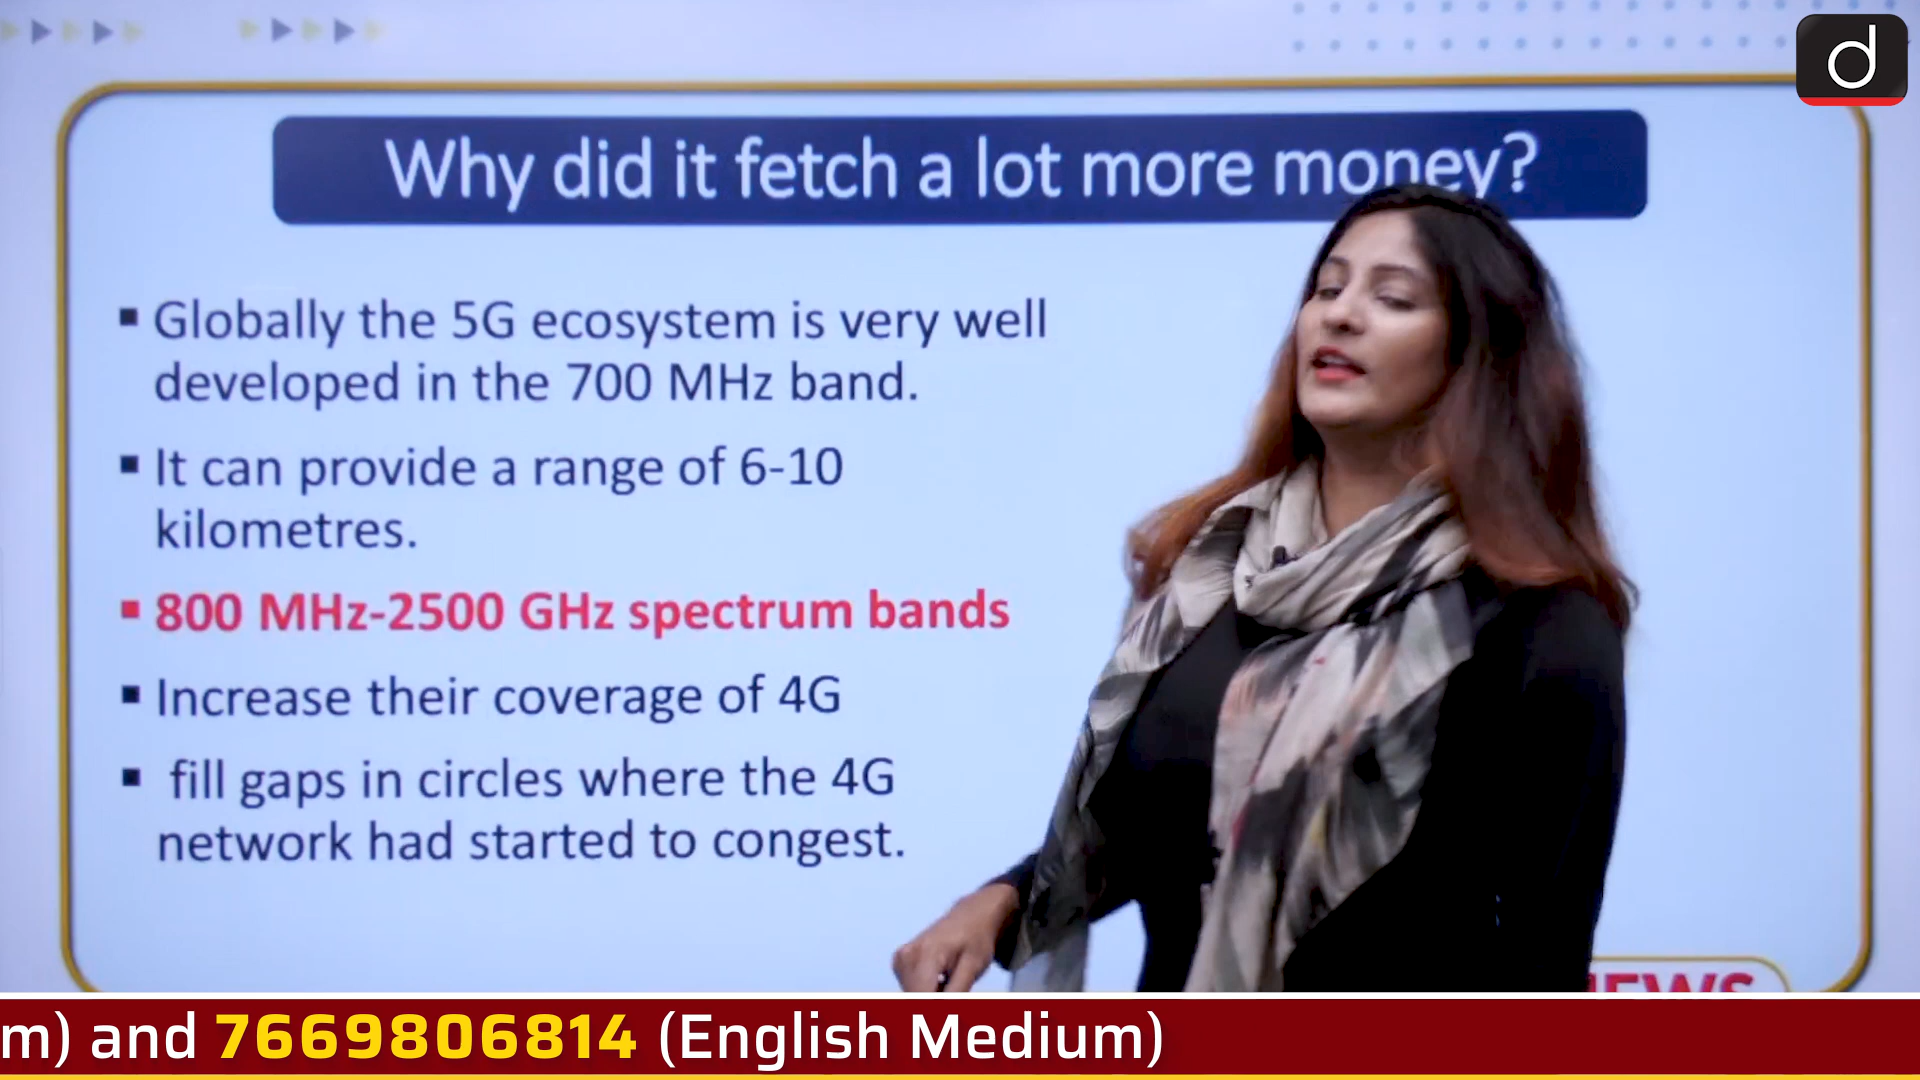 d
Why did it fetch a lot more money?
▪ Globally the 5G ecosystem is very well
developed in the 700 MHz band.
▪ It can provide a range of 6-10
kilometres.
▪ 800 MHz-2500 GHz spectrum bands
▪ Increase their coverage of 4G
▪ fill gaps in circles where the 4G
network had started to congest.
m) and 7669806814 (English Medium)